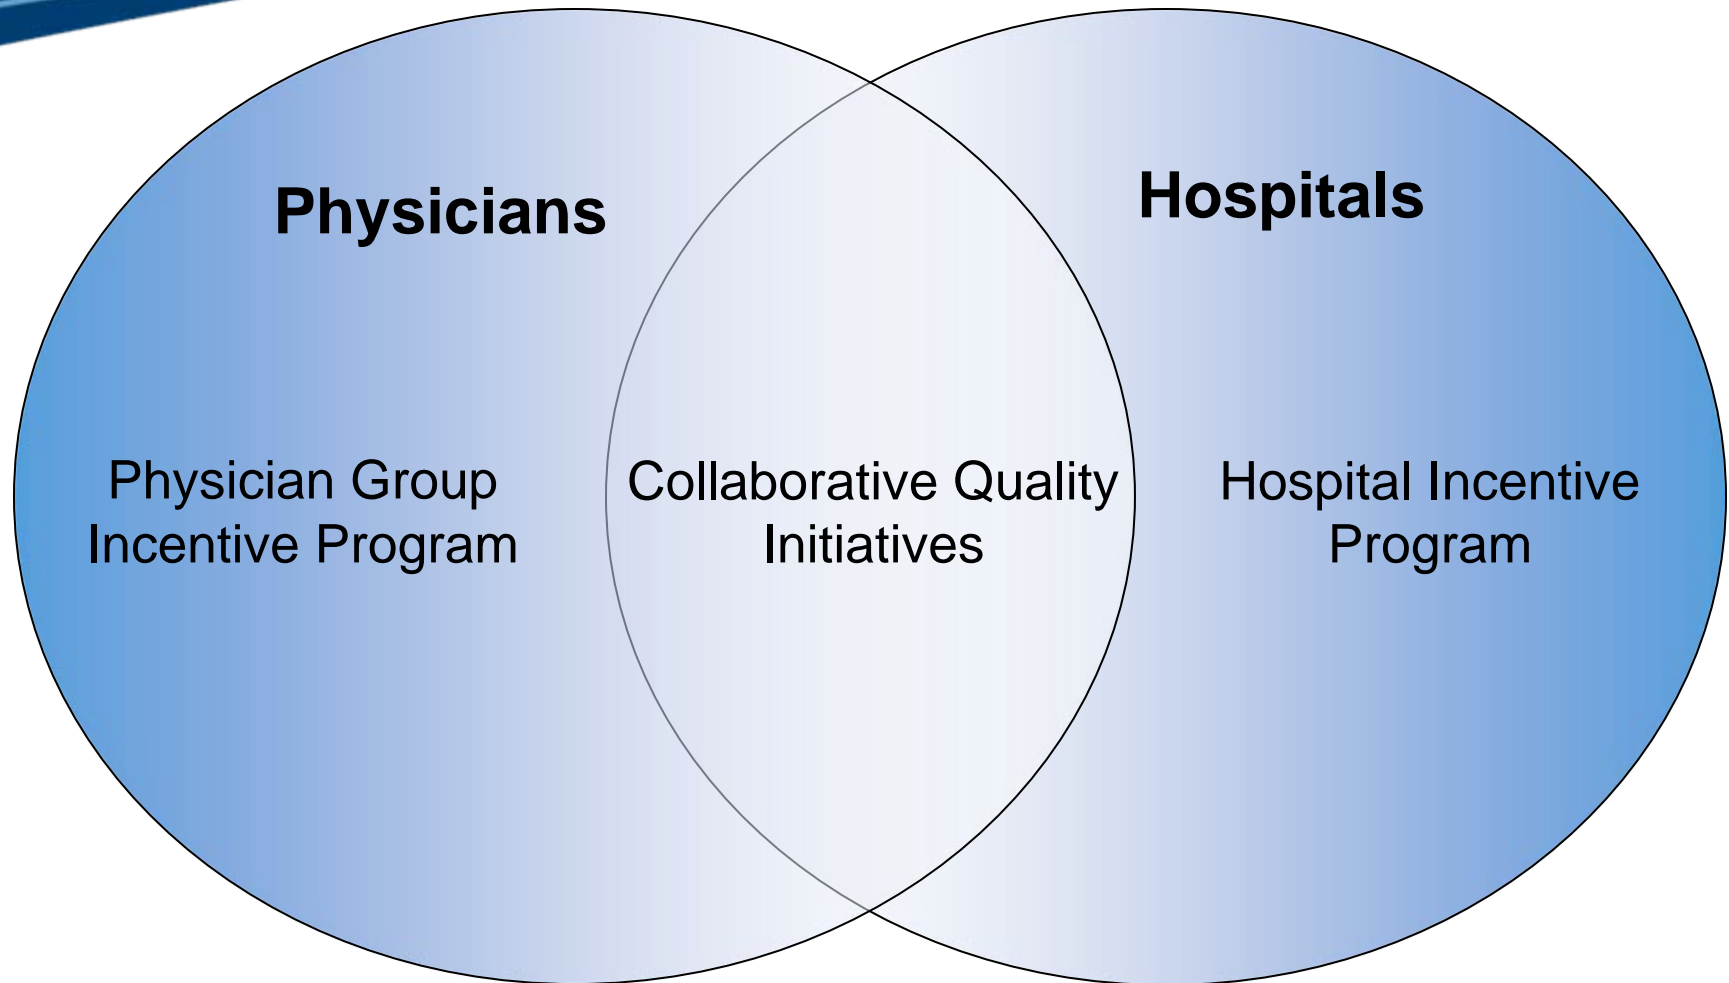 Physicians
Hospitals
Physician Group
Incentive Program
Collaborative Quality
Initiatives
Hospital Incentive
Program